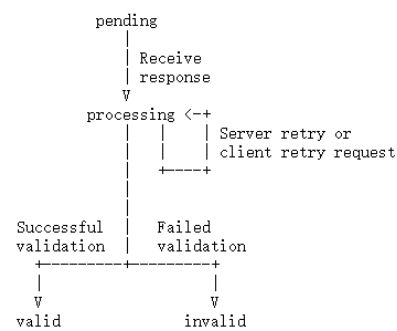 pending
Receive
response
processing <-+
Server retry or
client retry request
Successful Failed
validation validation
valid invalid